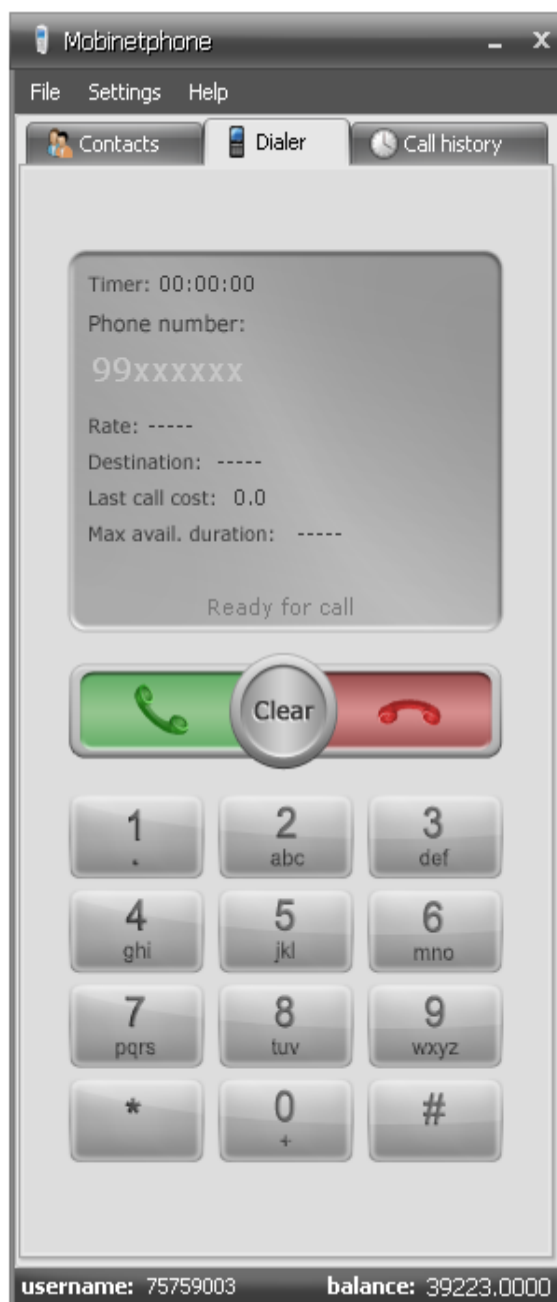 Mobinetphone
File Settings Help
Contacts Dialer Call history
Timer: 00:00:00
Phone number:
99xxxxxx
Rate: -----
Destination: -----
Last call cost: 0.0
Max avail. duration: -----
Ready for call
Clear
1 2 3
. abc def
4 5 6
ghi jkl mno
7 8 9
pqrs tuv wxyz
* 0 #
+
username: 75759003 balance: 39223.0000